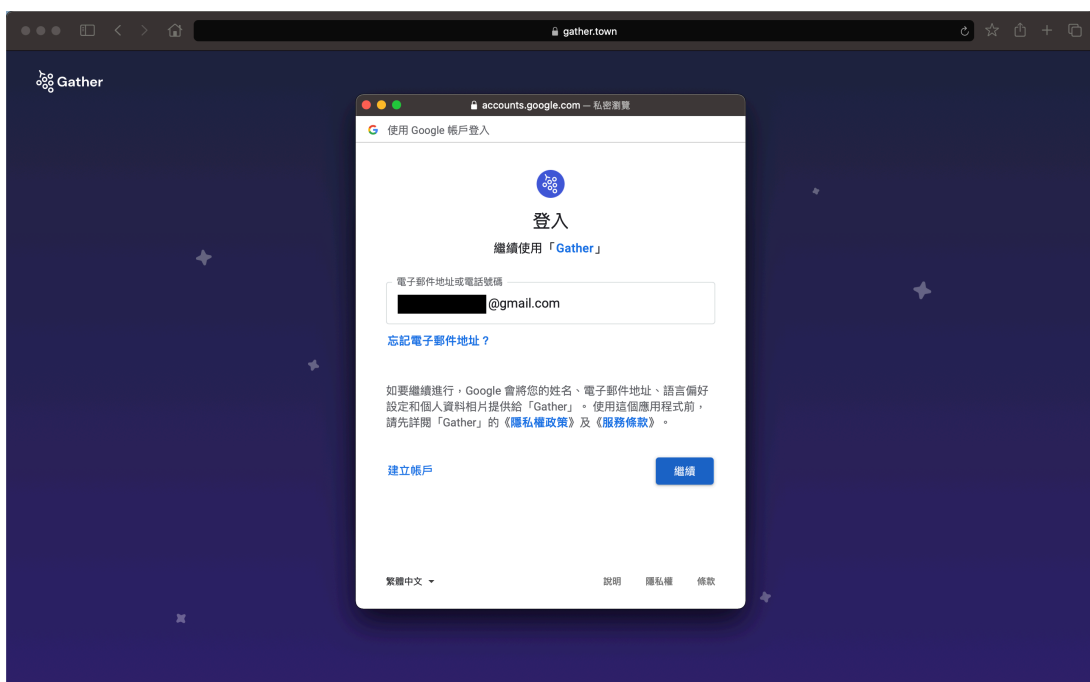 gather.town
Gather
accounts.google.com — 私密瀏覽
使用 Google 帳戶登入
登入
繼續使用「Gather」
電子郵件地址或電話號碼
@gmail.com
忘記電子郵件地址？
如要繼續進行，Google 會將您的姓名、電子郵件地址、語言偏好
設定和個人資料相片提供給「Gather」。使用這個應用程式前，
請先詳閱「Gather」的《隱私權政策》及《服務條款》。
建立帳戶
繼續
繁體中文
說明 隱私權 條款